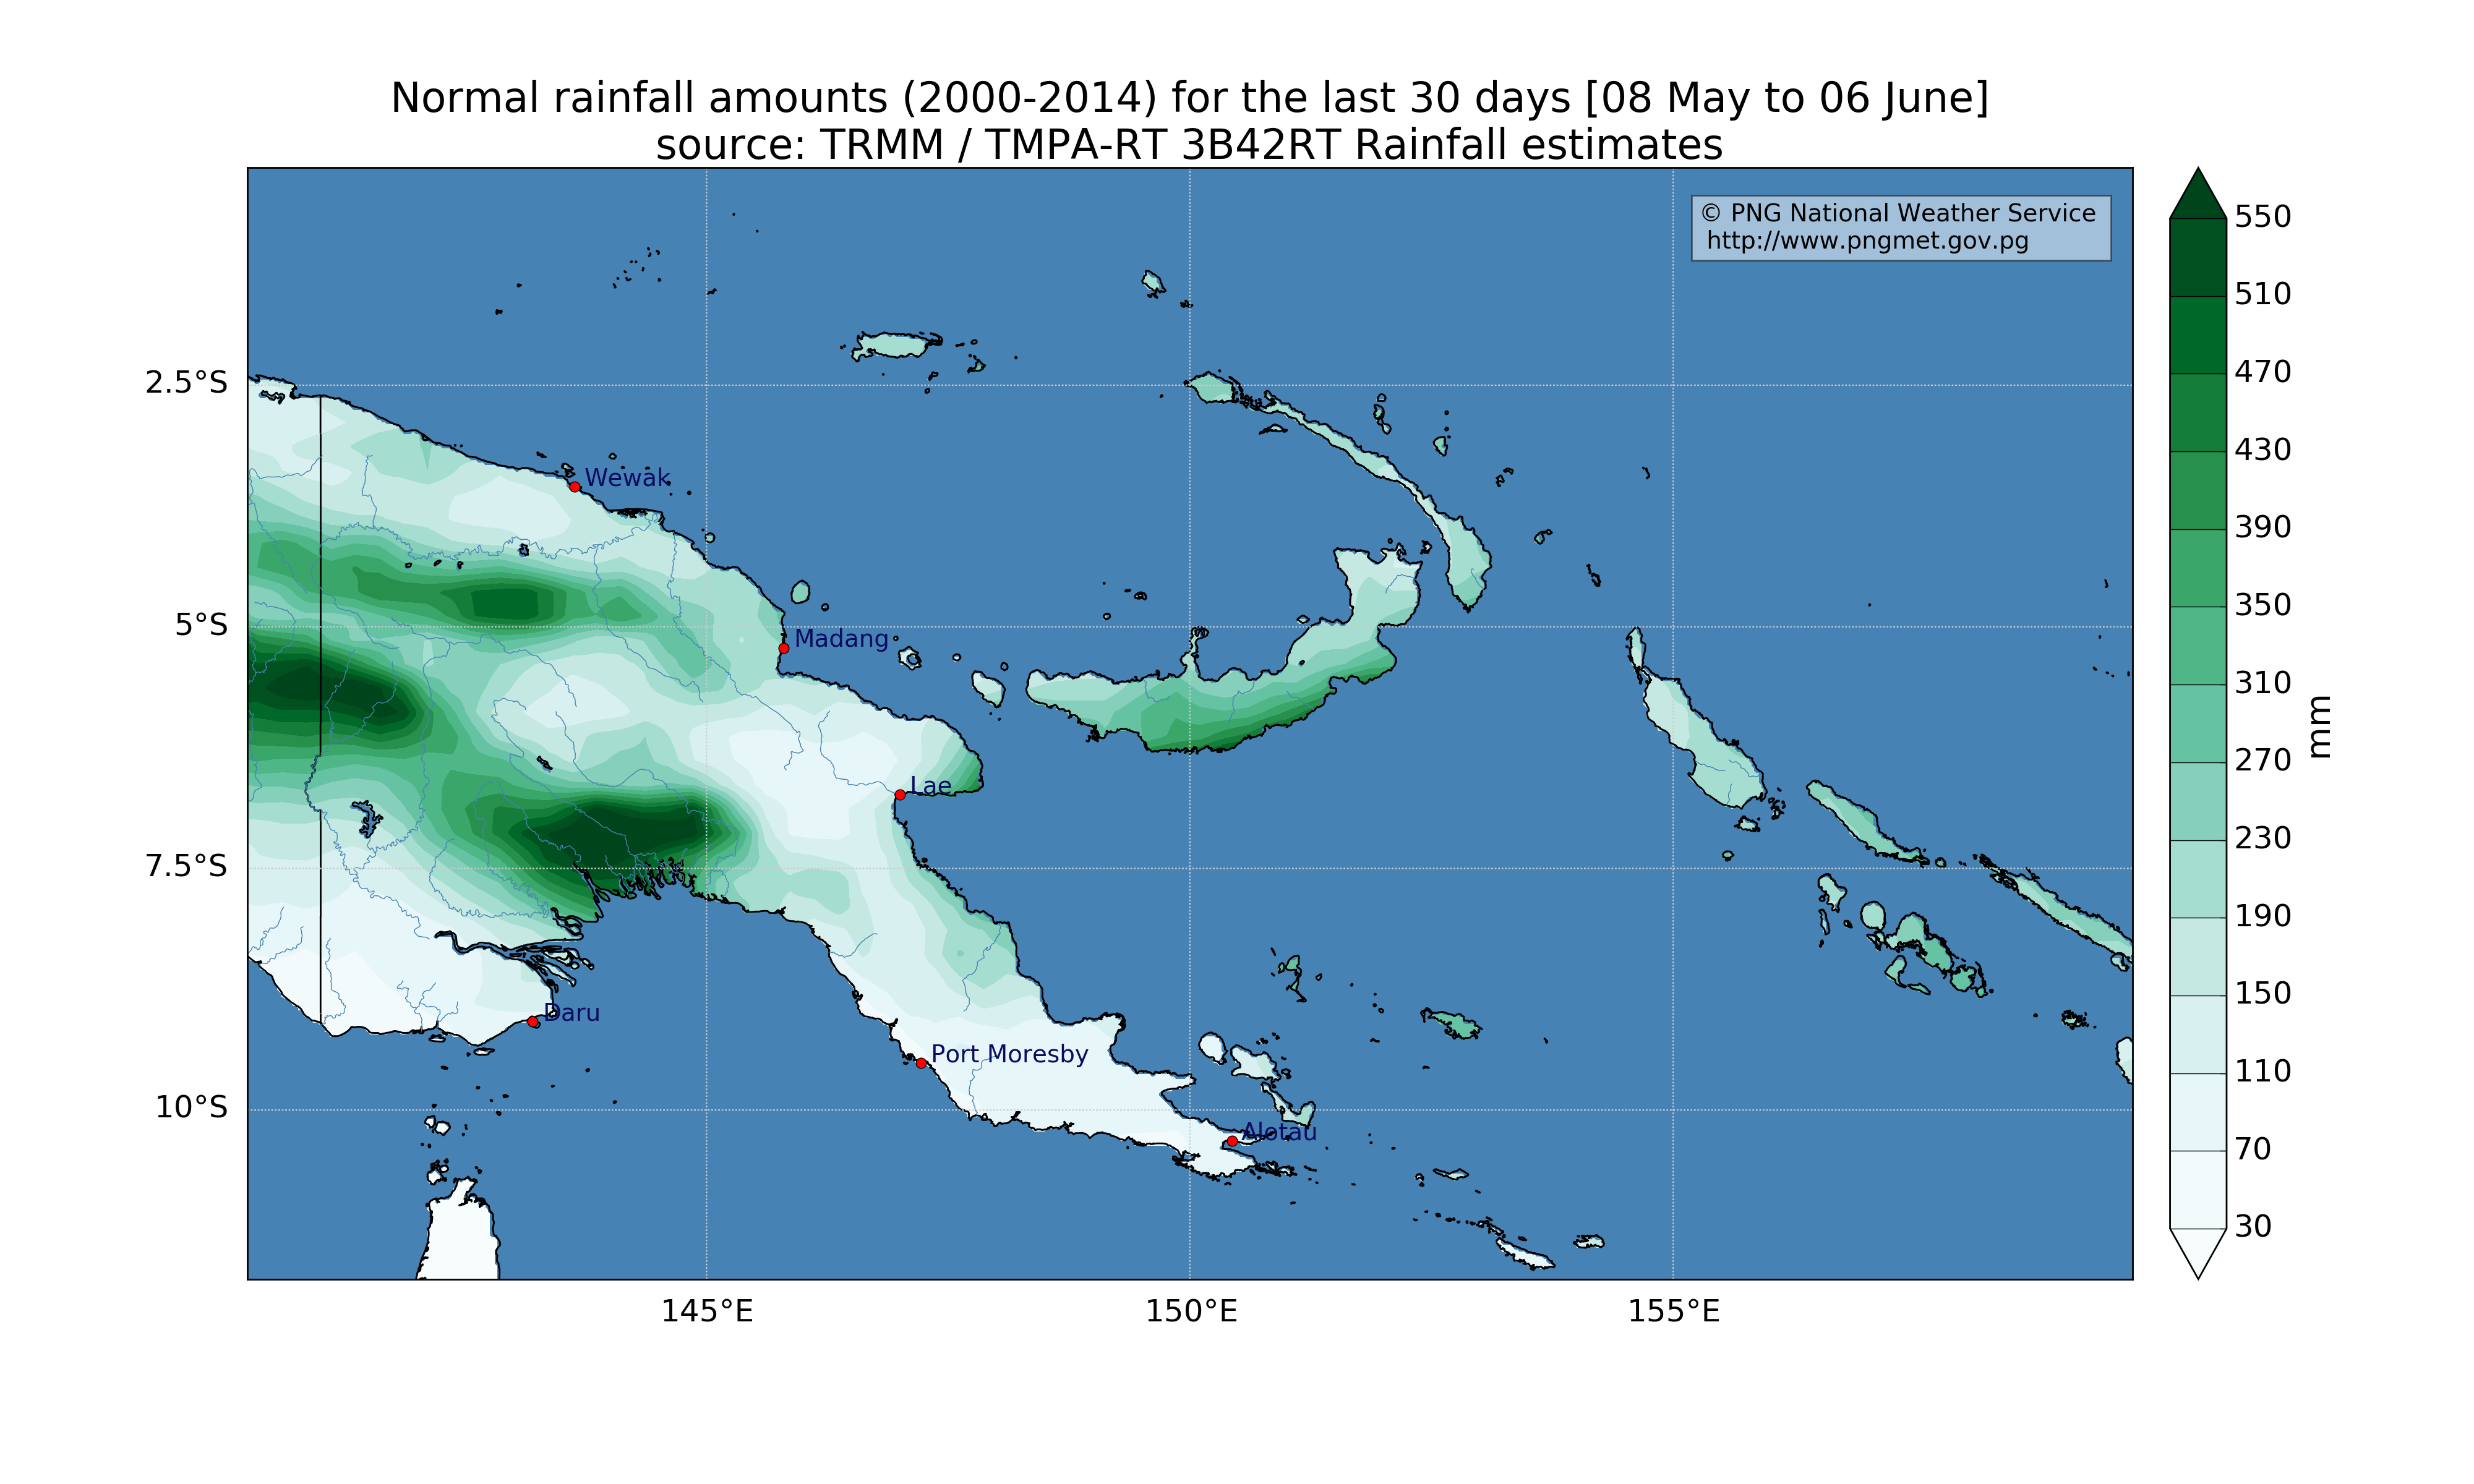 Normal rainfall amounts (2000-2014) for the last 30 days [08 May to 06 June]
source: TRMM / TMPA-RT 3B42RT Rainfall estimates
© PNG National Weather Service
http://www.pngmet.gov.pg
550
510
470
430
390
350
310
270
230
190
150
110
70
30
mm
2.5°S
5°S
7.5°S
10°S
Wewak
Madang
Lae
Daru
Port Moresby
Alotau
145°E
150°E
155°E